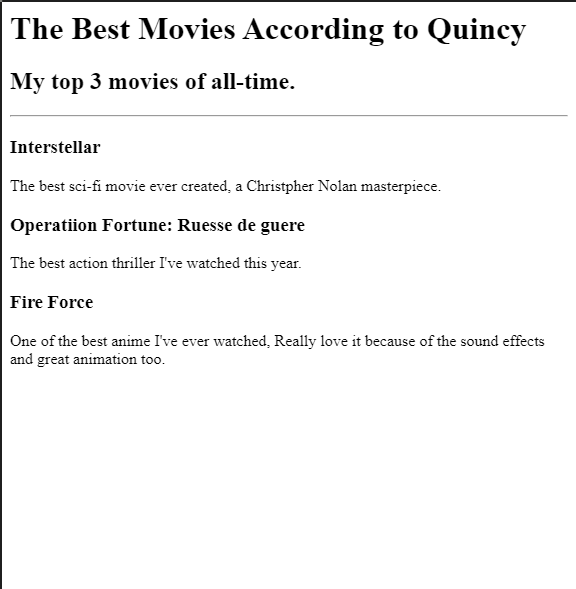 The Best Movies According to Quincy
My top 3 movies of all-time.
Interstellar
The best sci-fi movie ever created, a Christpher Nolan masterpiece.
Operatiion Fortune: Ruesse de guere
The best action thriller I've watched this year.
Fire Force
One of the best anime I've ever watched, Really love it because of the sound effects
and great animation too.